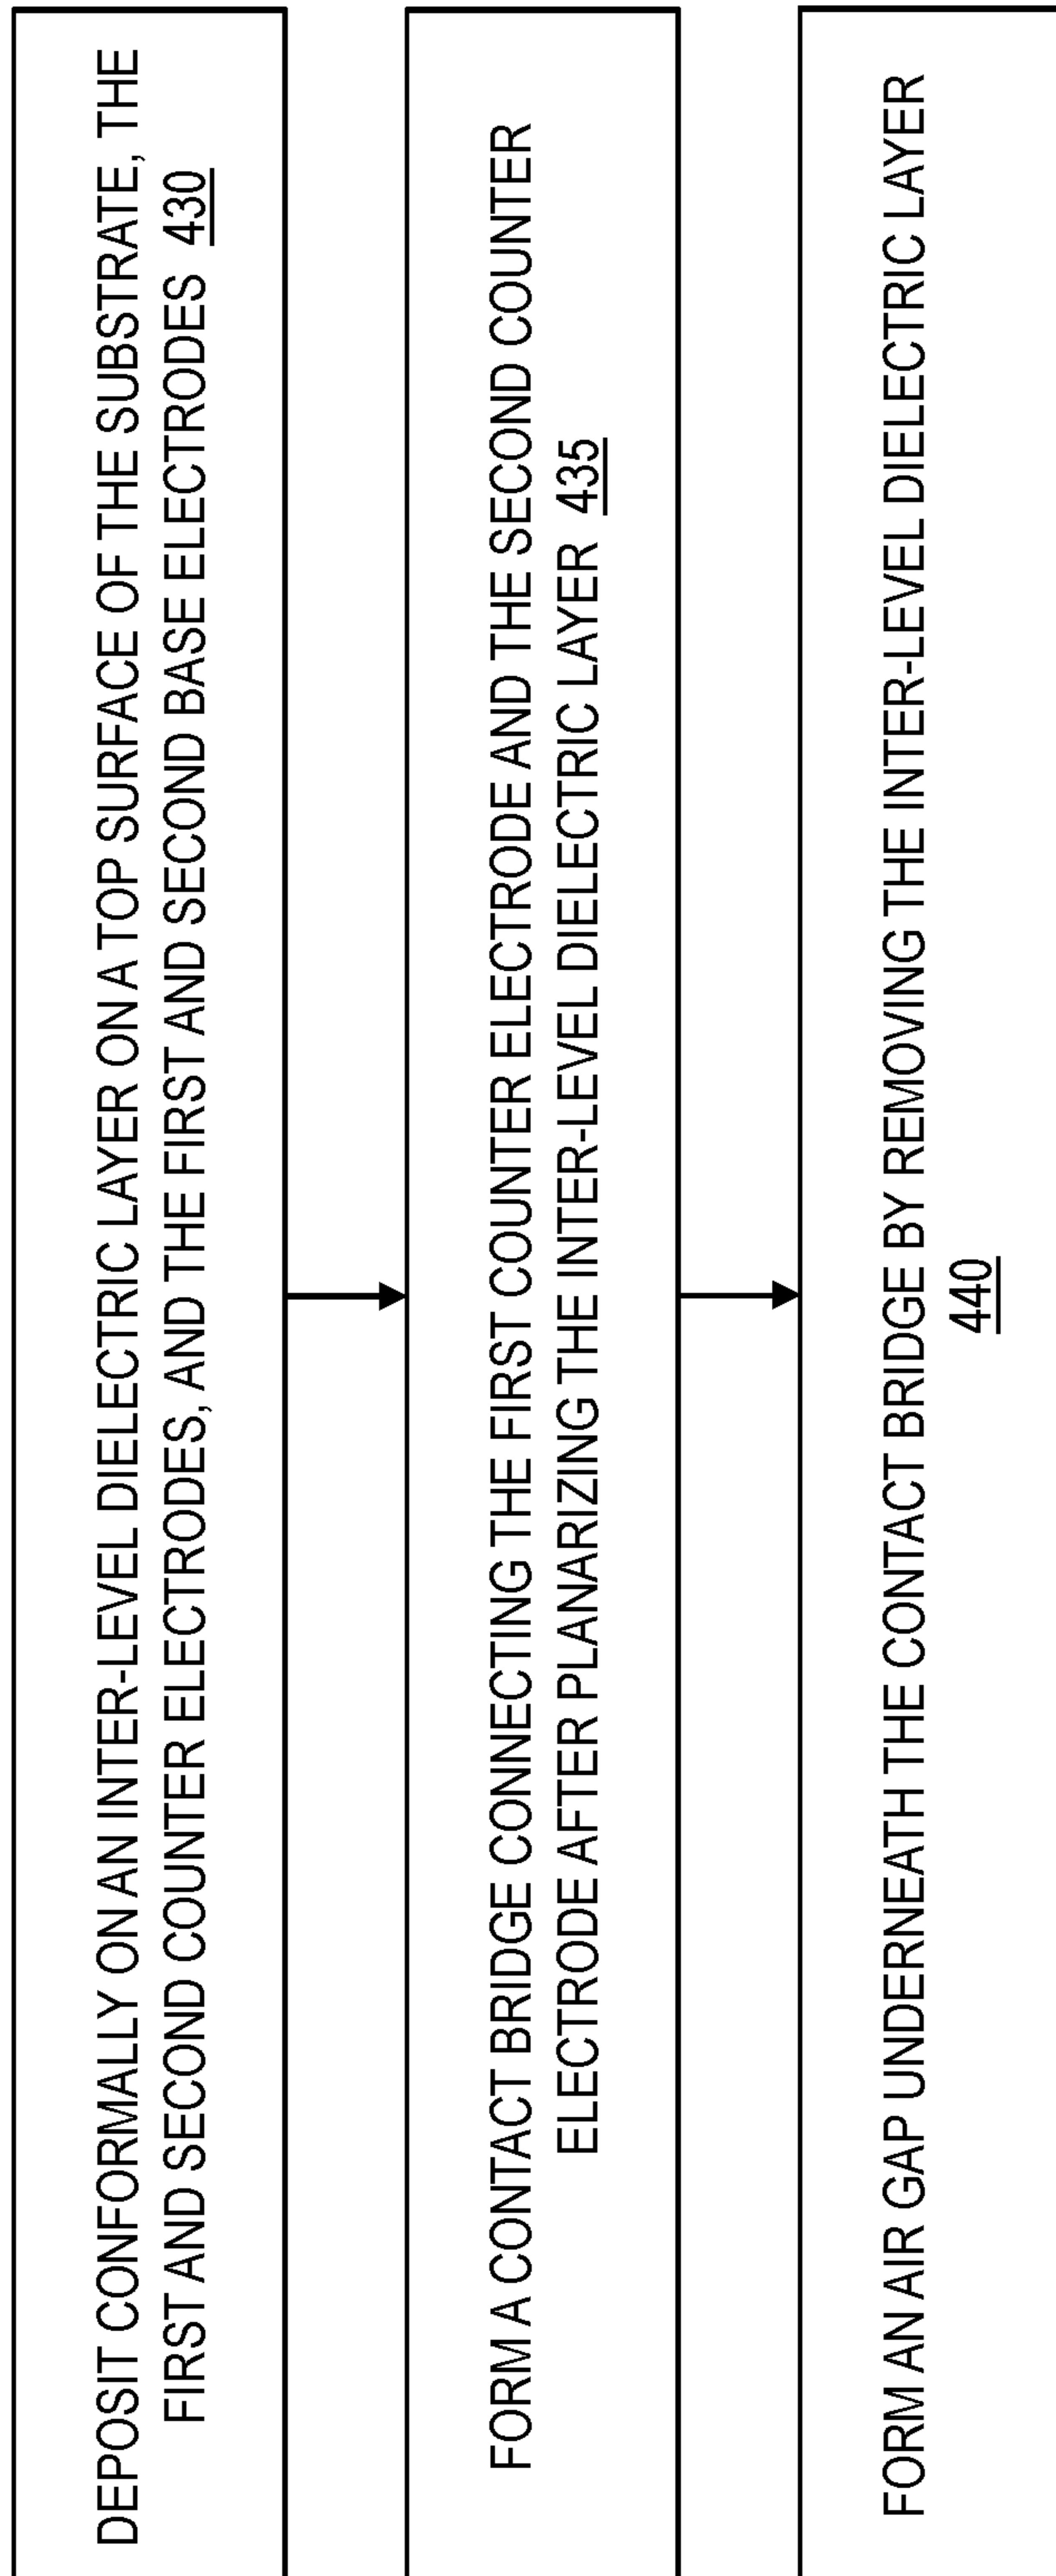 DEPOSIT CONFORMALLY ON AN INTER-LEVEL DIELECTRIC LAYER ON A TOP SURFACE OF THE SUBSTRATE, THE
FIRST AND SECOND COUNTER ELECTRODES, AND THE FIRST AND SECOND BASE ELECTRODES 430
FORM A CONTACT BRIDGE CONNECTING THE FIRST COUNTER ELECTRODE AND THE SECOND COUNTER
ELECTRODE AFTER PLANARIZING THE INTER-LEVEL DIELECTRIC LAYER 435
FORM AN AIR GAP UNDERNEATH THE CONTACT BRIDGE BY REMOVING THE INTER-LEVEL DIELECTRIC LAYER
440